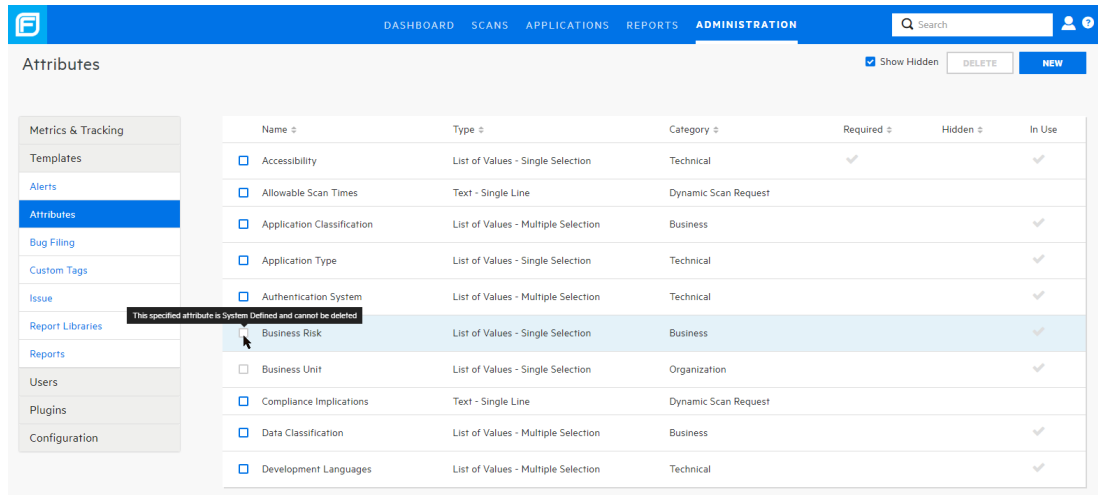 F
DASHBOARD SCANS APPLICATIONS REPORTS ADMINISTRATION Search ?
Attributes
Show Hidden DELETE NEW
Metrics & Tracking
Templates
Alerts
Attributes
Bug Filing
Custom Tags
Issue
Report Libraries
Reports
Users
Plugins
Configuration
Name Type Category Required Hidden In Use
Accessibility List of Values - Single Selection Technical
Allowable Scan Times Text - Single Line Dynamic Scan Request
Application Classification List of Values - Multiple Selection Business
Application Type List of Values - Single Selection Technical
Authentication System List of Values - Multiple Selection Technical
This specified attribute is System Defined and cannot be deleted
Business Risk List of Values - Single Selection Business
Business Unit List of Values - Single Selection Organization
Compliance Implications Text - Single Line Dynamic Scan Request
Data Classification List of Values - Multiple Selection Business
Development Languages List of Values - Multiple Selection Technical